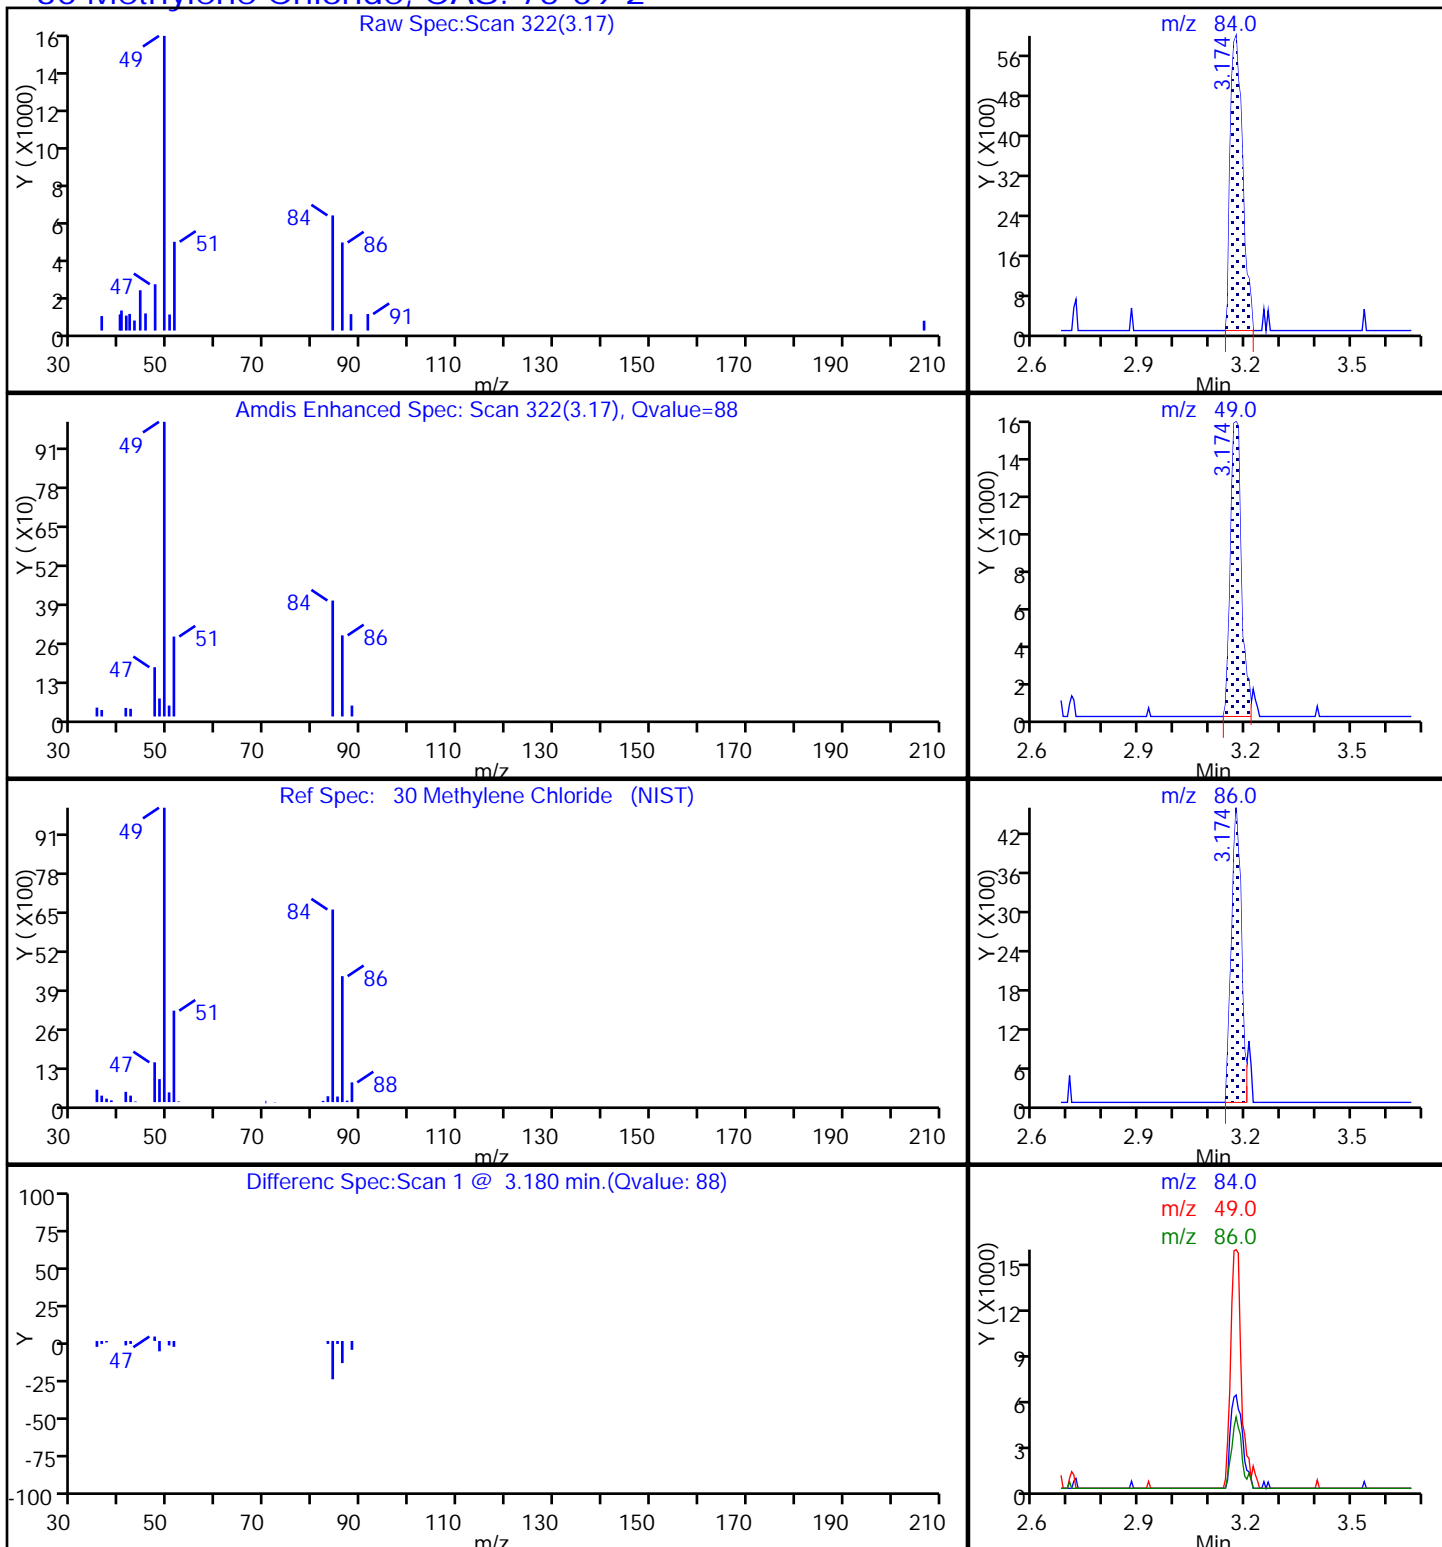 30 Methylene Chloride, CAS: 75-09-2
Raw Spec:Scan 322(3.17)
Y ( X1000)
16
14
12
10
8
6
4
2
0
49
51
47
84
86
91
30 50 70 90 110 130 150 170 190 210
m/z
m/z 84.0
Y ( X100)
56
48
40
32
24
16
8
0
3.174
2.6 2.9 3.2 3.5
Min
Amdis Enhanced Spec: Scan 322(3.17), Qvalue=88
Y ( X10)
91
78
65
52
39
26
13
0
49
51
47
84
86
30 50 70 90 110 130 150 170 190 210
m/z
m/z 49.0
Y ( X1000)
16
14
12
10
8
6
4
2
0
3.174
2.6 2.9 3.2 3.5
Min
Ref Spec: 30 Methylene Chloride (NIST)
Y ( X100)
91
78
65
52
39
26
13
0
49
51
47
84
86
88
30 50 70 90 110 130 150 170 190 210
m/z
m/z 86.0
Y ( X100)
42
36
30
24
18
12
6
0
3.174
2.6 2.9 3.2 3.5
Min
Differenc Spec:Scan 1 @ 3.180 min.(Qvalue: 88)
Y
100
75
50
25
0
-25
-50
-75
-100
47
30 50 70 90 110 130 150 170 190 210
m/z
m/z 84.0
m/z 49.0
m/z 86.0
Y ( X1000)
15
12
9
6
3
0
2.6 2.9 3.2 3.5
Min